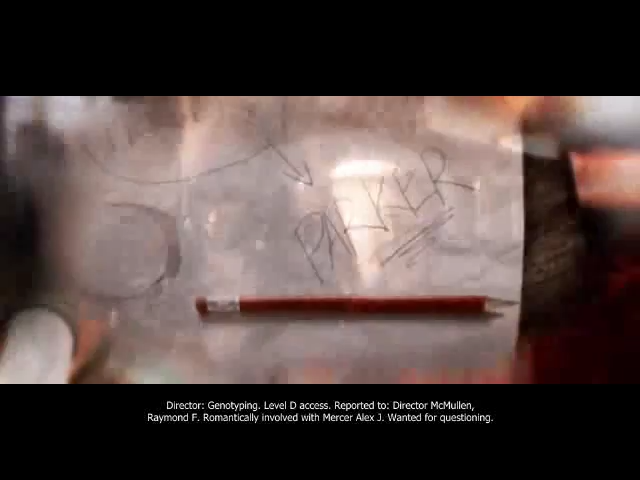 PARKER
Director: Genotyping. Level D access. Reported to: Director McMullen,
Raymond F. Romantically involved with Mercer Alex J. Wanted for questioning.